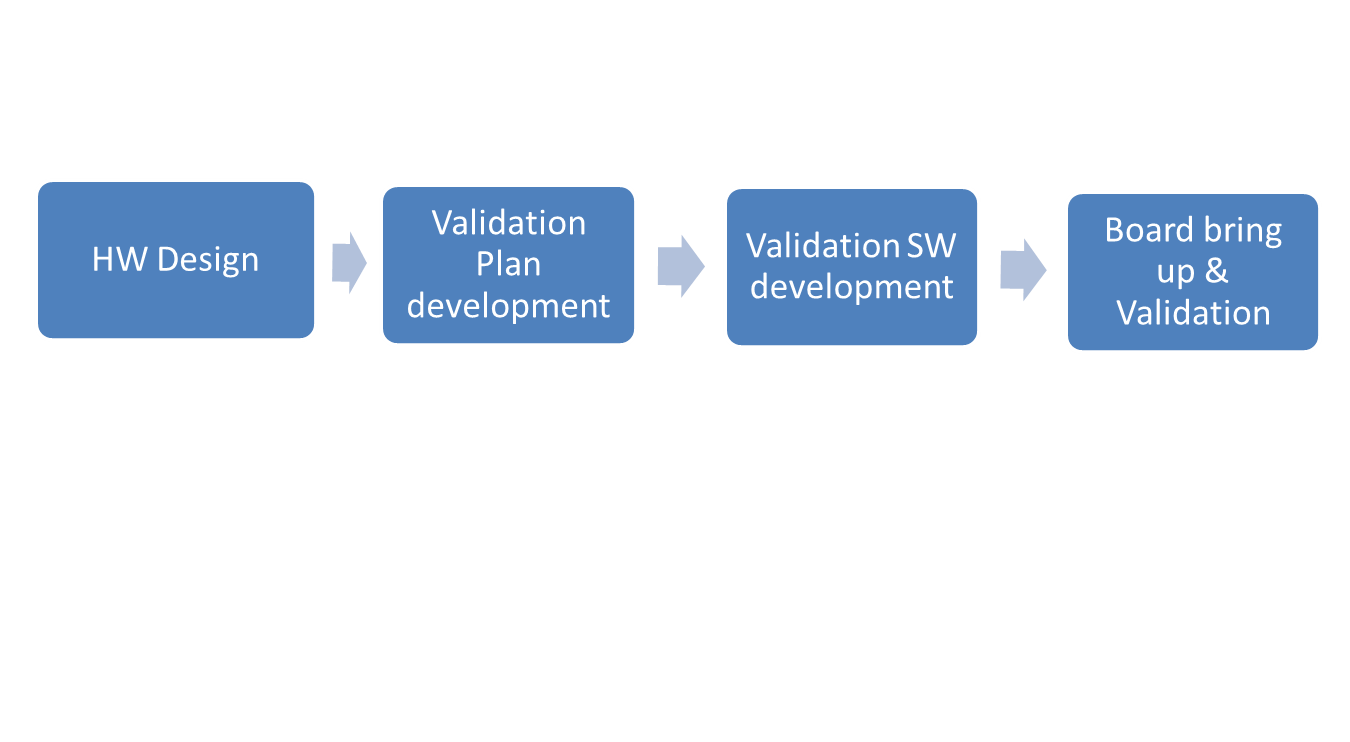 HW Design
Validation
Plan
development
Validation SW
development
Board bring
up &
Validation